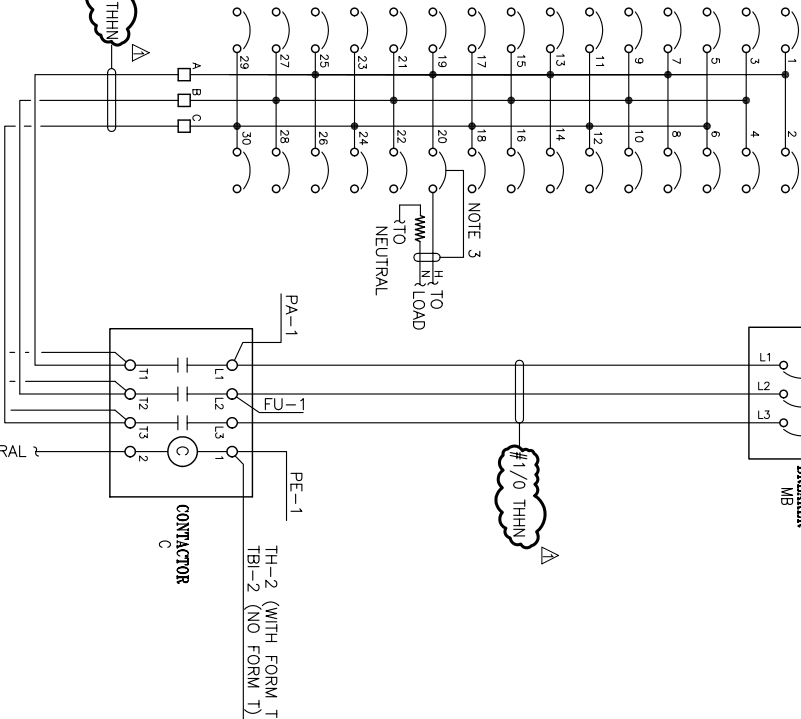 THHN
1
A
B
C
29
27
25
23
21
19
17
15
13
11
9
7
5
3
1
30
28
26
24
22
20
18
16
14
12
10
8
6
4
2
NOTE 3
H
N
TO
LOAD
TO
NEUTRAL
PA-1
FU-1
PE-1
T1
T2
T3
2
L1
L2
L3
1
C
RAL
CONTACTOR
C
TH-2 (WITH FORM T
TBI-2 (NO FORM T)
#1/0 THHN
1
L1
L2
L3
MB